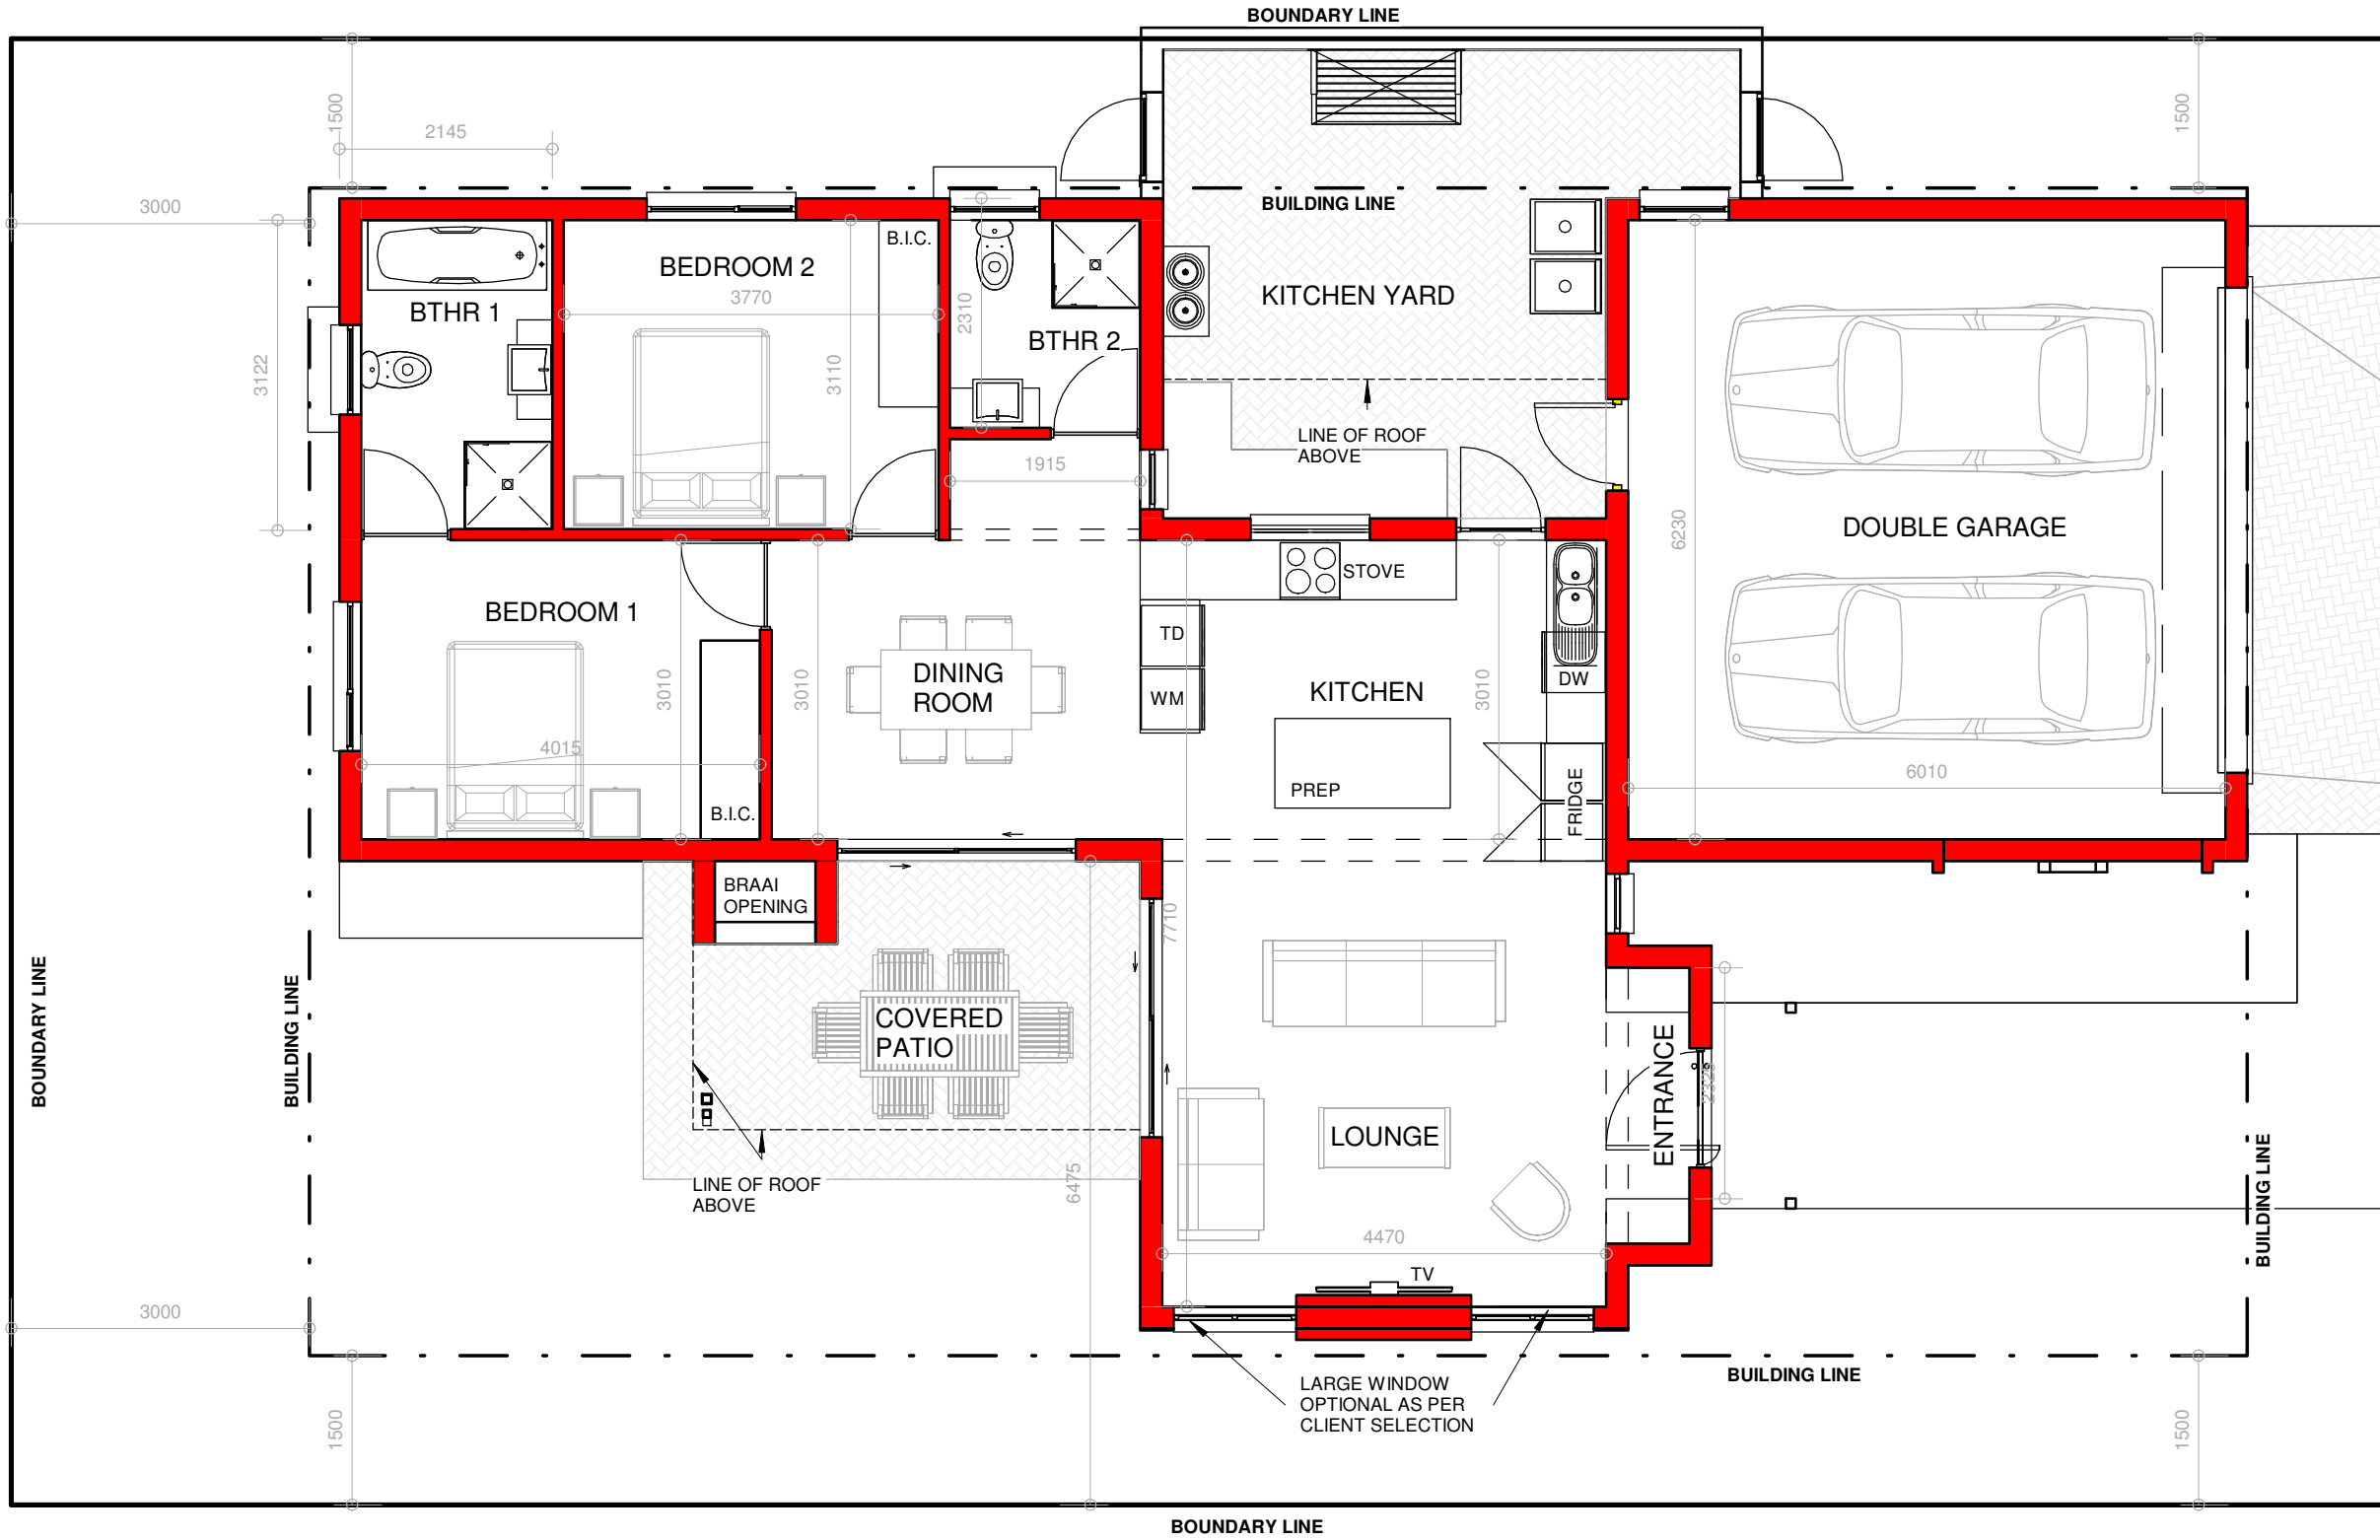 BOUNDARY LINE
1500
2145
1500
3000
BUILDING LINE
B.I.C.
BEDROOM 2
3770
BTHR 1
2310
BTHR 2
KITCHEN YARD
3122
3110
LINE OF ROOF
ABOVE
1915
6230
DOUBLE GARAGE
STOVE
BEDROOM 1
TD
DINING
ROOM
3010
3010
WM
KITCHEN
3010
DW
4015
PREP
FRIDGE
6010
B.I.C.
BRAAI
OPENING
7710
BOUNDARY LINE
BUILDING LINE
COVERED
PATIO
ENTRANCE
LOUNGE
LINE OF ROOF
ABOVE
6475
BUILDING LINE
4470
TV
3000
BUILDING LINE
LARGE WINDOW
OPTIONAL AS PER
CLIENT SELECTION
1500
1500
BOUNDARY LINE